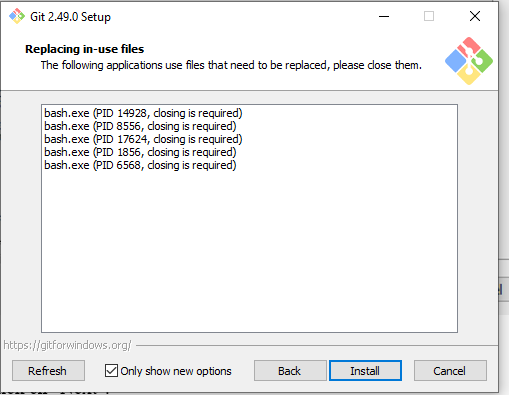 Git 2.49.0 Setup
Replacing in-use files
The following applications use files that need to be replaced, please close them.
bash.exe (PID 14928, closing is required)
bash.exe (PID 8556, closing is required)
bash.exe (PID 17624, closing is required)
bash.exe (PID 1856, closing is required)
bash.exe (PID 6568, closing is required)
https://gitforwindows.org/
Refresh Only show new options Back Install Cancel